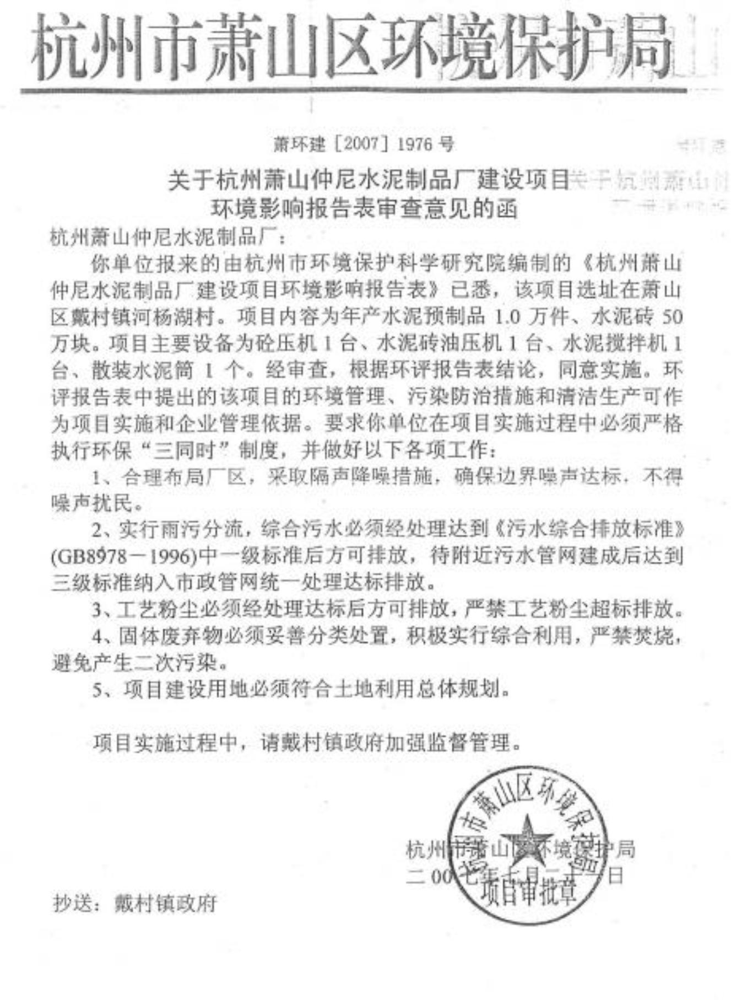 杭州市萧山区环境保护局
萧环建［2007］1976 号
关于杭州萧山仲尼水泥制品厂建设项目
环境影响报告表审查意见的函
杭州萧山仲尼水泥制品厂：
你单位报来的由杭州市环境保护科学研究院编制的《杭州萧山
仲尼水泥制品厂建设项目环境影响报告表》已悉，该项目选址在萧山
区戴村镇河杨湖村。项目内容为年产水泥预制品 1.0 万件、水泥砖 50
万块。项目主要设备为砼压机 1 台、水泥砖油压机 1 台、水泥搅拌机 1
台、散装水泥筒 1 个。经审查，根据环评报告表结论，同意实施。环
评报告表中提出的该项目的环境管理、污染防治措施和清洁生产可作
为项目实施和企业管理依据。要求你单位在项目实施过程中必须严格
执行环保“三同时”制度，并做好以下各项工作：
1、合理布局厂区，采取隔声降噪措施，确保边界噪声达标，不得
噪声扰民。
2、实行雨污分流，综合污水必须经处理达到《污水综合排放标准》
(GB8978－1996)中一级标准后方可排放，待附近污水管网建成后达到
三级标准纳入市政管网统一处理达标排放。
3、工艺粉尘必须经处理达标后方可排放，严禁工艺粉尘超标排放。
4、固体废弃物必须妥善分类处置，积极实行综合利用，严禁焚烧，
避免产生二次污染。
5、项目建设用地必须符合土地利用总体规划。
项目实施过程中，请戴村镇政府加强监督管理。
杭州市萧山区环境保护局
杭州市萧山区环境保护局
二00七年七月二十一日
项目审批章
抄送：戴村镇政府